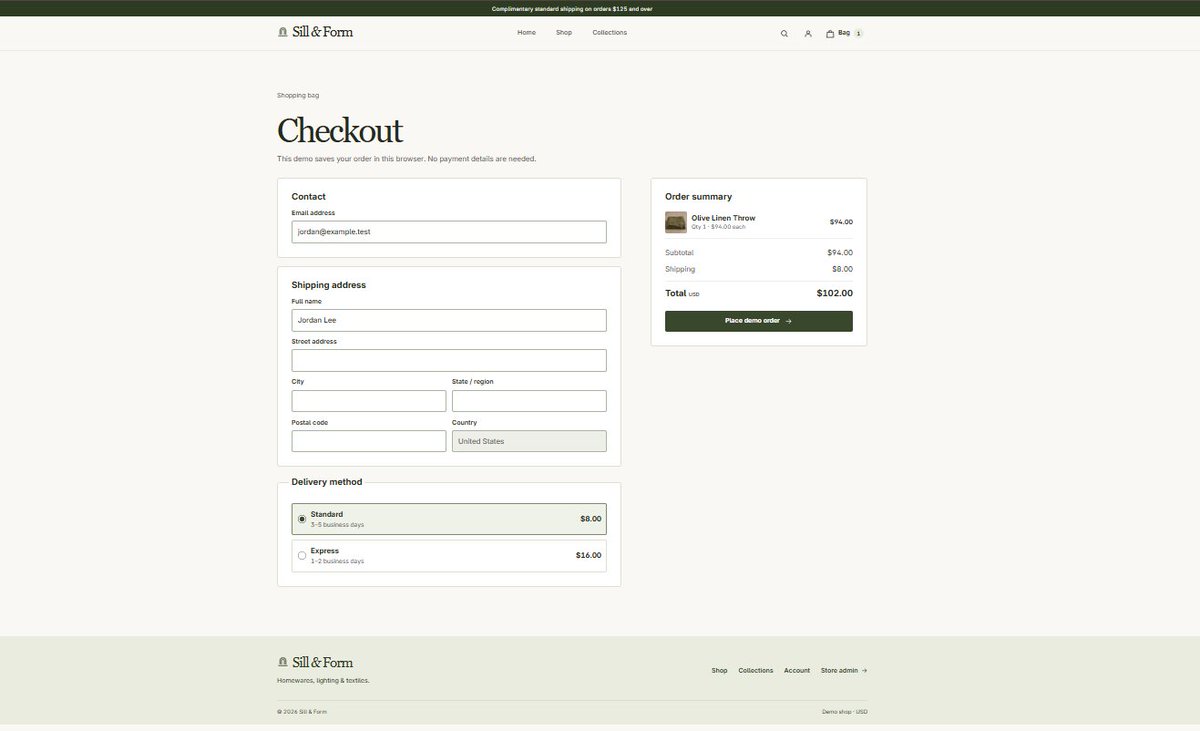 Complimentary standard shipping on orders $125 and over
Sill & Form
Home Shop Collections
Bag 1
Shopping bag
Checkout
This demo saves your order in this browser. No payment details are needed.
Contact
Email address
jordan@example.test
Shipping address
Full name
Jordan Lee
Street address
City State / region
Postal code Country
United States
Delivery method
Standard
3–5 business days
$8.00
Express
1–2 business days
$16.00
Order summary
Olive Linen Throw
Qty 1 · $94.00 each
$94.00
Subtotal $94.00
Shipping $8.00
Total USD $102.00
Place demo order →
Sill & Form
Homewares, lighting & textiles.
Shop Collections Account Store admin →
© 2026 Sill & Form
Demo shop · USD